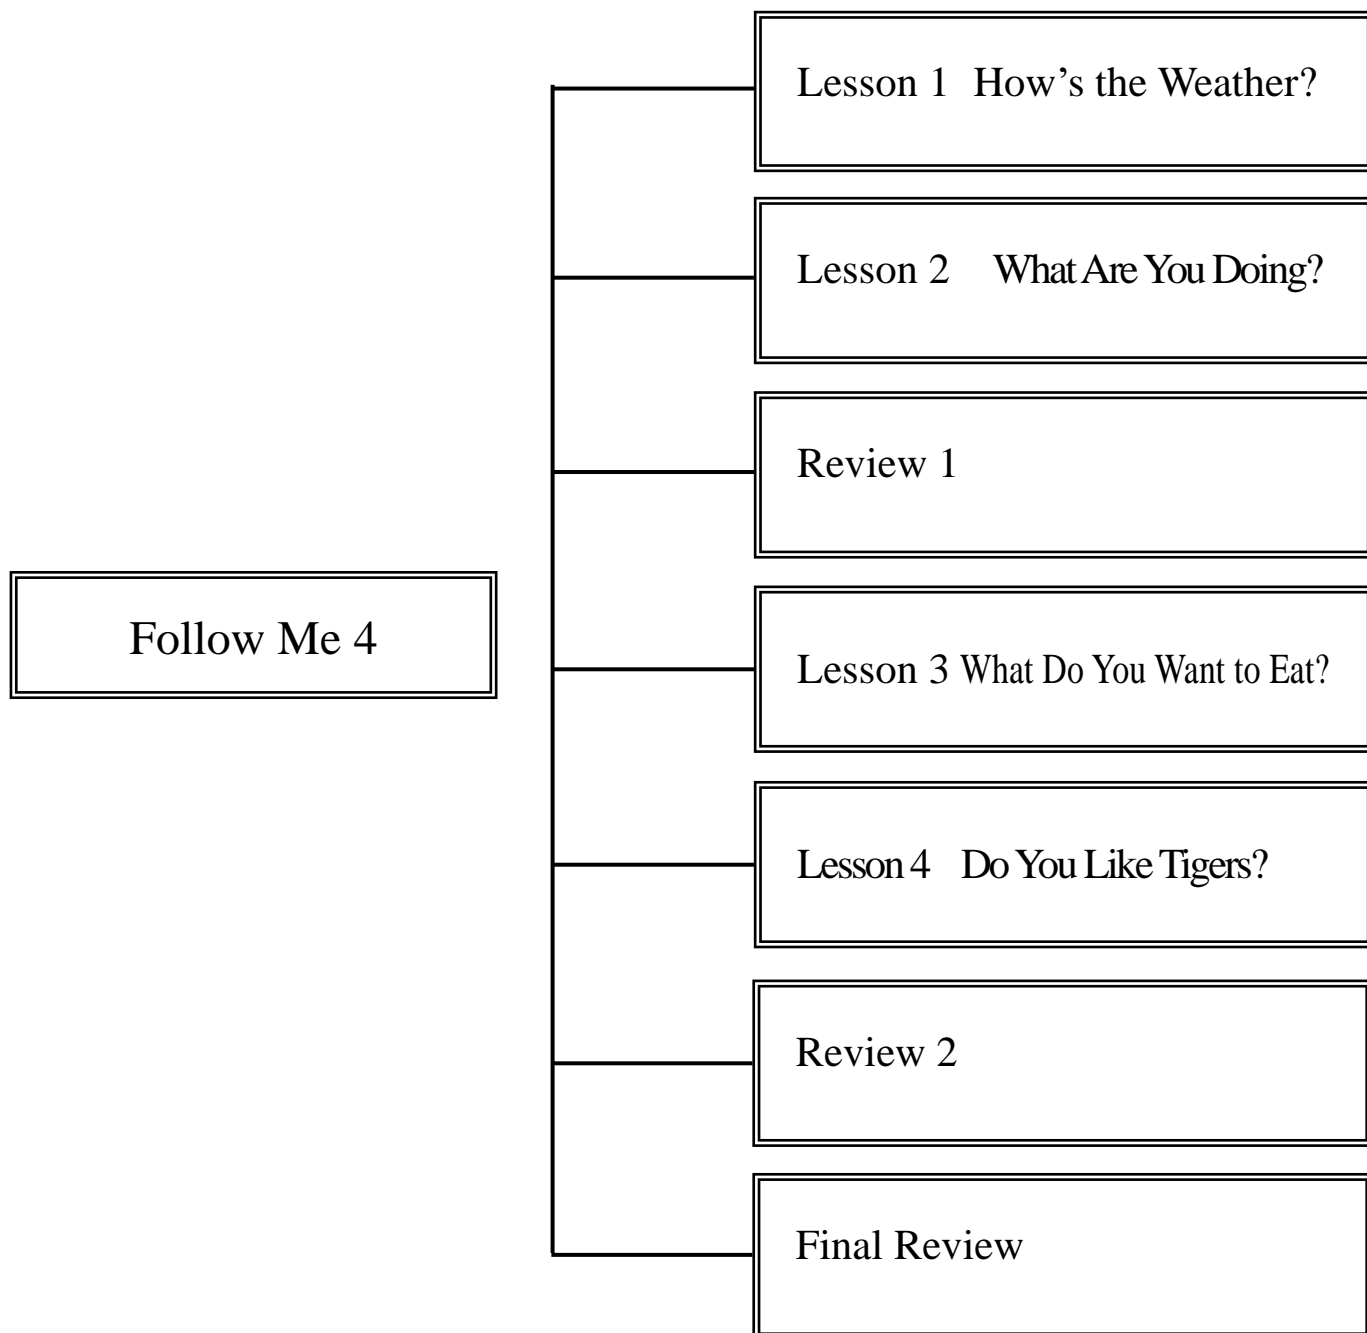 Lesson 1 How’s the Weather?
Lesson 2 What Are You Doing?
Review 1
Follow Me 4
Lesson 3 What Do You Want to Eat?
Lesson 4 Do You Like Tigers?
Review 2
Final Review